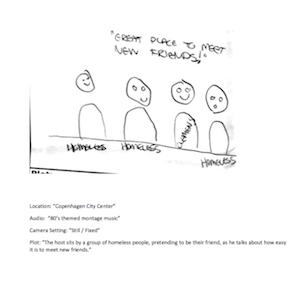 "GREAT PLACE TO MEET
NEW FRIENDS!"
CLEMENS
HOMELESS HOMELESS
HOMELESS
Location: "Copenhagen City Center"
Audio: "80's themed montage music"
Camera Setting: "Still / Fixed"
Plot: "The host sits by a group of homeless people, pretending to be their friend, as he talks about how easy
it is to meet new friends."